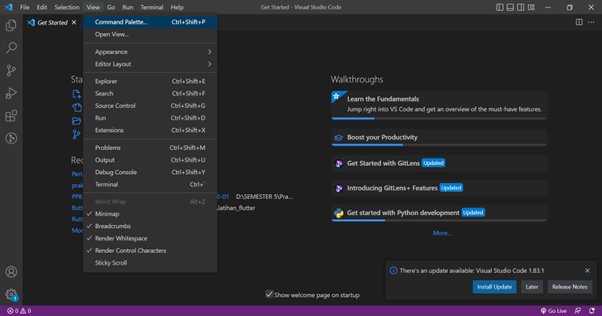 File Edit Selection View Go Run Terminal Help
Get Started - Visual Studio Code
Get Started
Command Palette... Ctrl+Shift+P
Open View...
Appearance
Editor Layout
Explorer Ctrl+Shift+E
Search Ctrl+Shift+F
Source Control Ctrl+Shift+G
Run Ctrl+Shift+D
Extensions Ctrl+Shift+X
Problems Ctrl+Shift+M
Output Ctrl+Shift+U
Debug Console Ctrl+Shift+Y
Terminal Ctrl+`
Word Wrap Alt+Z
Minimap
Breadcrumbs
Render Whitespace
Render Control Characters
Sticky Scroll
Sta
Rec
Pert
prak
PPB
flutt
flutt
Mor
6-01 D:\SEMESTER 5\Pra...
latihan_flutter
Walkthroughs
Learn the Fundamentals
Jump right into VS Code and get an overview of the must-have features.
Boost your Productivity
Get Started with GitLens Updated
Introducing GitLens+ Features Updated
Get started with Python development Updated
More...
Show welcome page on startup
There's an update available: Visual Studio Code 1.83.1
Install Update Later Release Notes
1
0 0 Go Live